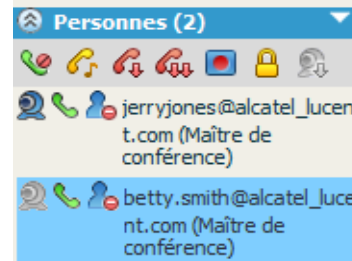 Personnes (2)
jerryjones@alcatel_lucen
t.com (Maître de
conférence)
betty.smith@alcatel_luce
nt.com (Maître de
conférence)